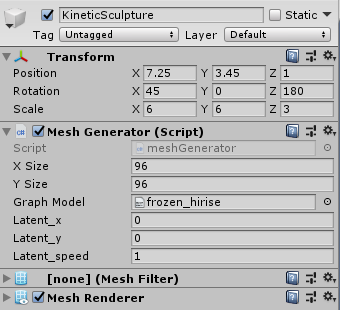 KineticSculpture Static
Tag Untagged Layer Default
Transform
Position X 7.25 Y 3.45 Z 1
Rotation X 45 Y 0 Z 180
Scale X 6 Y 6 Z 3
C# Mesh Generator (Script)
Script meshGenerator
X Size 96
Y Size 96
Graph Model frozen_hirise
Latent_x 0
Latent_y 0
Latent_speed 1
[none] (Mesh Filter)
Mesh Renderer